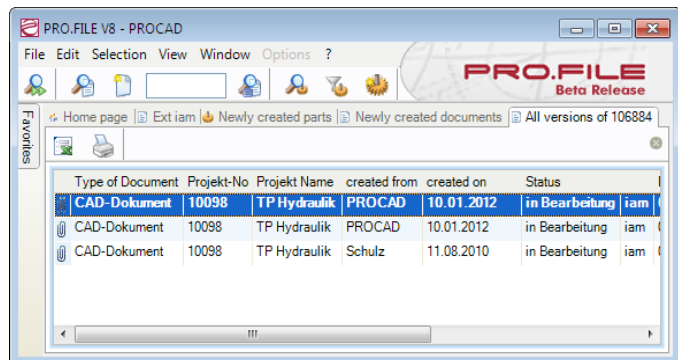 PRO.FILE V8 - PROCAD
File Edit Selection View Window Options ?
PRO.FILE
Beta Release
Favorites
Home page Ext iam Newly created parts Newly created documents All versions of 106884
Type of Document Projekt-No Projekt Name created from created on Status
CAD-Dokument 10098 TP Hydraulik PROCAD 10.01.2012 in Bearbeitung iam
CAD-Dokument 10098 TP Hydraulik PROCAD 10.01.2012 in Bearbeitung iam
CAD-Dokument 10098 TP Hydraulik Schulz 11.08.2010 in Bearbeitung iam